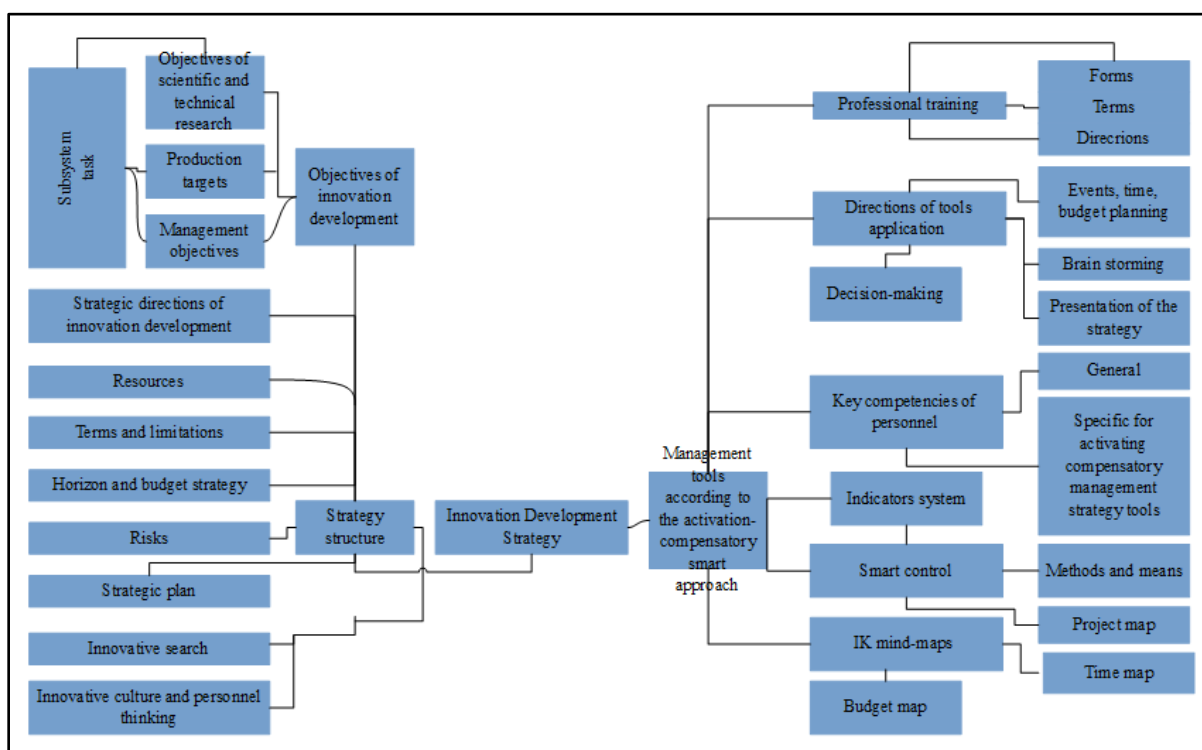 Objectives of
scientific and
technical
research
Subsystem
task
Production
targets
Management
objectives
Objectives of
innovation
development
Strategic directions of
innovation development
Resources
Terms and limitations
Horizon and budget strategy
Risks
Strategic plan
Innovative search
Innovative culture and personnel
thinking
Strategy
structure
Innovation Development
Strategy
Management
tools
according to
the activation-
compensatory
smart
approach
Professional training
Forms
Terms
Direcrions
Directions of tools
application
Events, time,
budget planning
Brain storming
Presentation of the
strategy
Decision-making
Key competencies of
personnel
General
Specific for
activating
compensatory
management
strategy tools
Indicators system
Smart control
Methods and means
Project map
IK mind-maps
Time map
Budget map